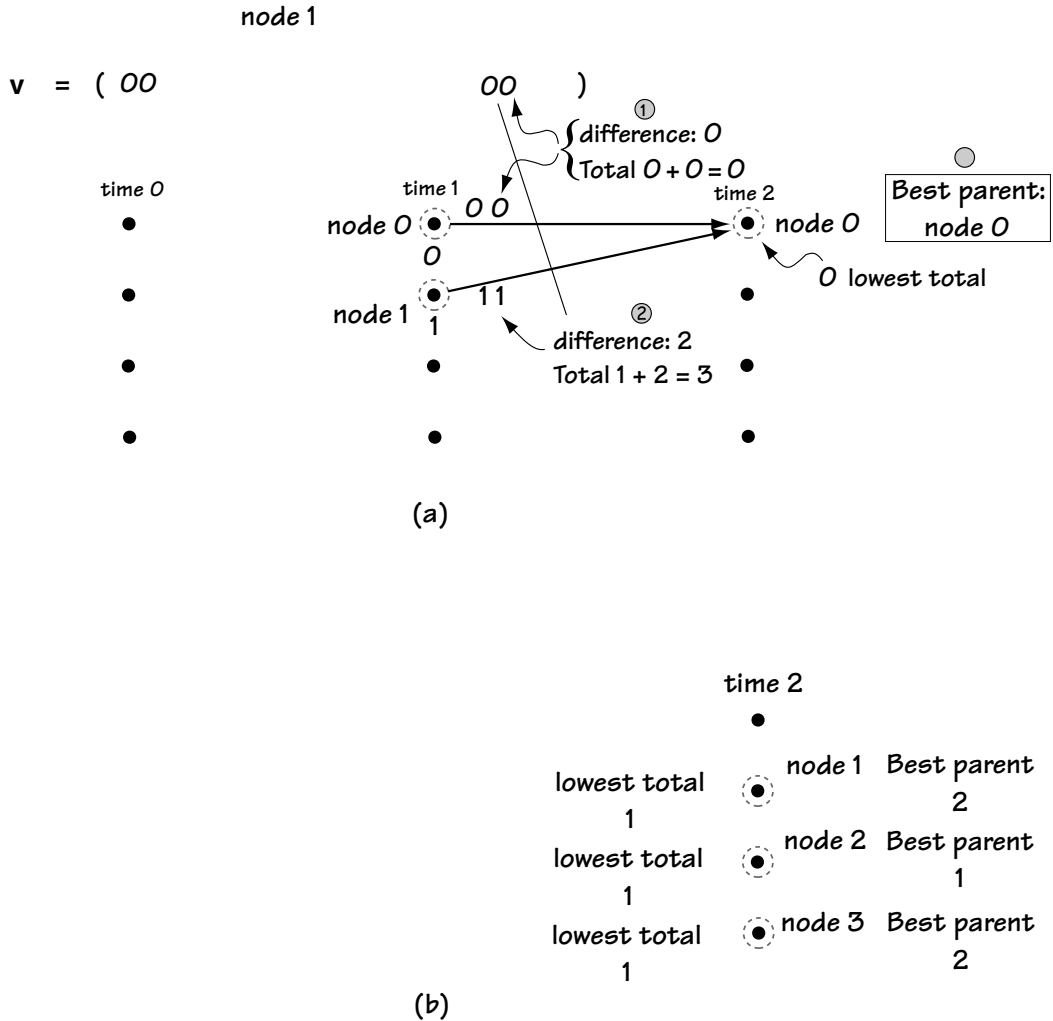 node 1
v = ( 00 00 )
1
difference: 0
Total 0 + 0 = 0
time 0
time 1
time 2
0 0
node 0
node 0
Best parent:
node 0
0
0 lowest total
1 1
node 1
1
2
difference: 2
Total 1 + 2 = 3
(a)
time 2
node 1
Best parent
2
lowest total
1
node 2
Best parent
1
lowest total
1
node 3
Best parent
2
lowest total
1
(b)